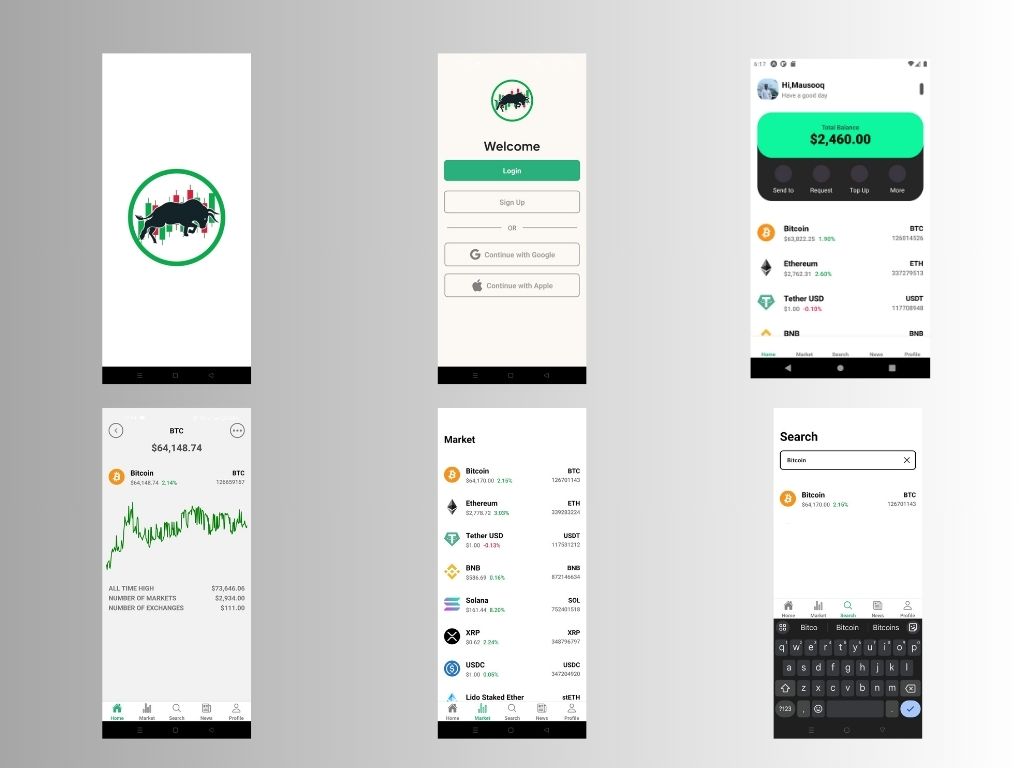 Welcome
Login
Sign Up
OR
Continue with Google
Continue with Apple
6:17
Hi,Mausooq
Have a good day
Total Balance
$2,460.00
Send to Request Top Up More
Bitcoin BTC
$63,822.25 1.90% 126014526
Ethereum ETH
$2,762.31 2.60% 337279513
Tether USD USDT
$1.00 -0.19% 117708948
BNB BNB
Home Market Search News Profile
BTC
$64,148.74
Bitcoin BTC
$64,148.74 2.14% 126659157
ALL TIME HIGH $73,646.06
NUMBER OF MARKETS $2,934.00
NUMBER OF EXCHANGES $111.00
Home Market Search News Profile
Market
Bitcoin BTC
$64,170.00 2.15% 126701143
Ethereum ETH
$2,778.72 3.03% 339293224
Tether USD USDT
$1.00 -0.13% 117531212
BNB BNB
$586.69 0.16% 872146634
Solana SOL
$161.44 8.20% 752401518
XRP XRP
$0.62 2.24% 348796797
USDC USDC
$1.00 0.05% 347204920
Lido Staked Ether stETH
Home Market Search News Profile
Search
Bitcoin
Bitcoin BTC
$64,170.00 2.15% 126701143
Home Market Search News Profile
Bitco Bitcoin Bitcoins
q w e r t y u i o p
a s d f g h j k l
z x c v b n m
?123 , .